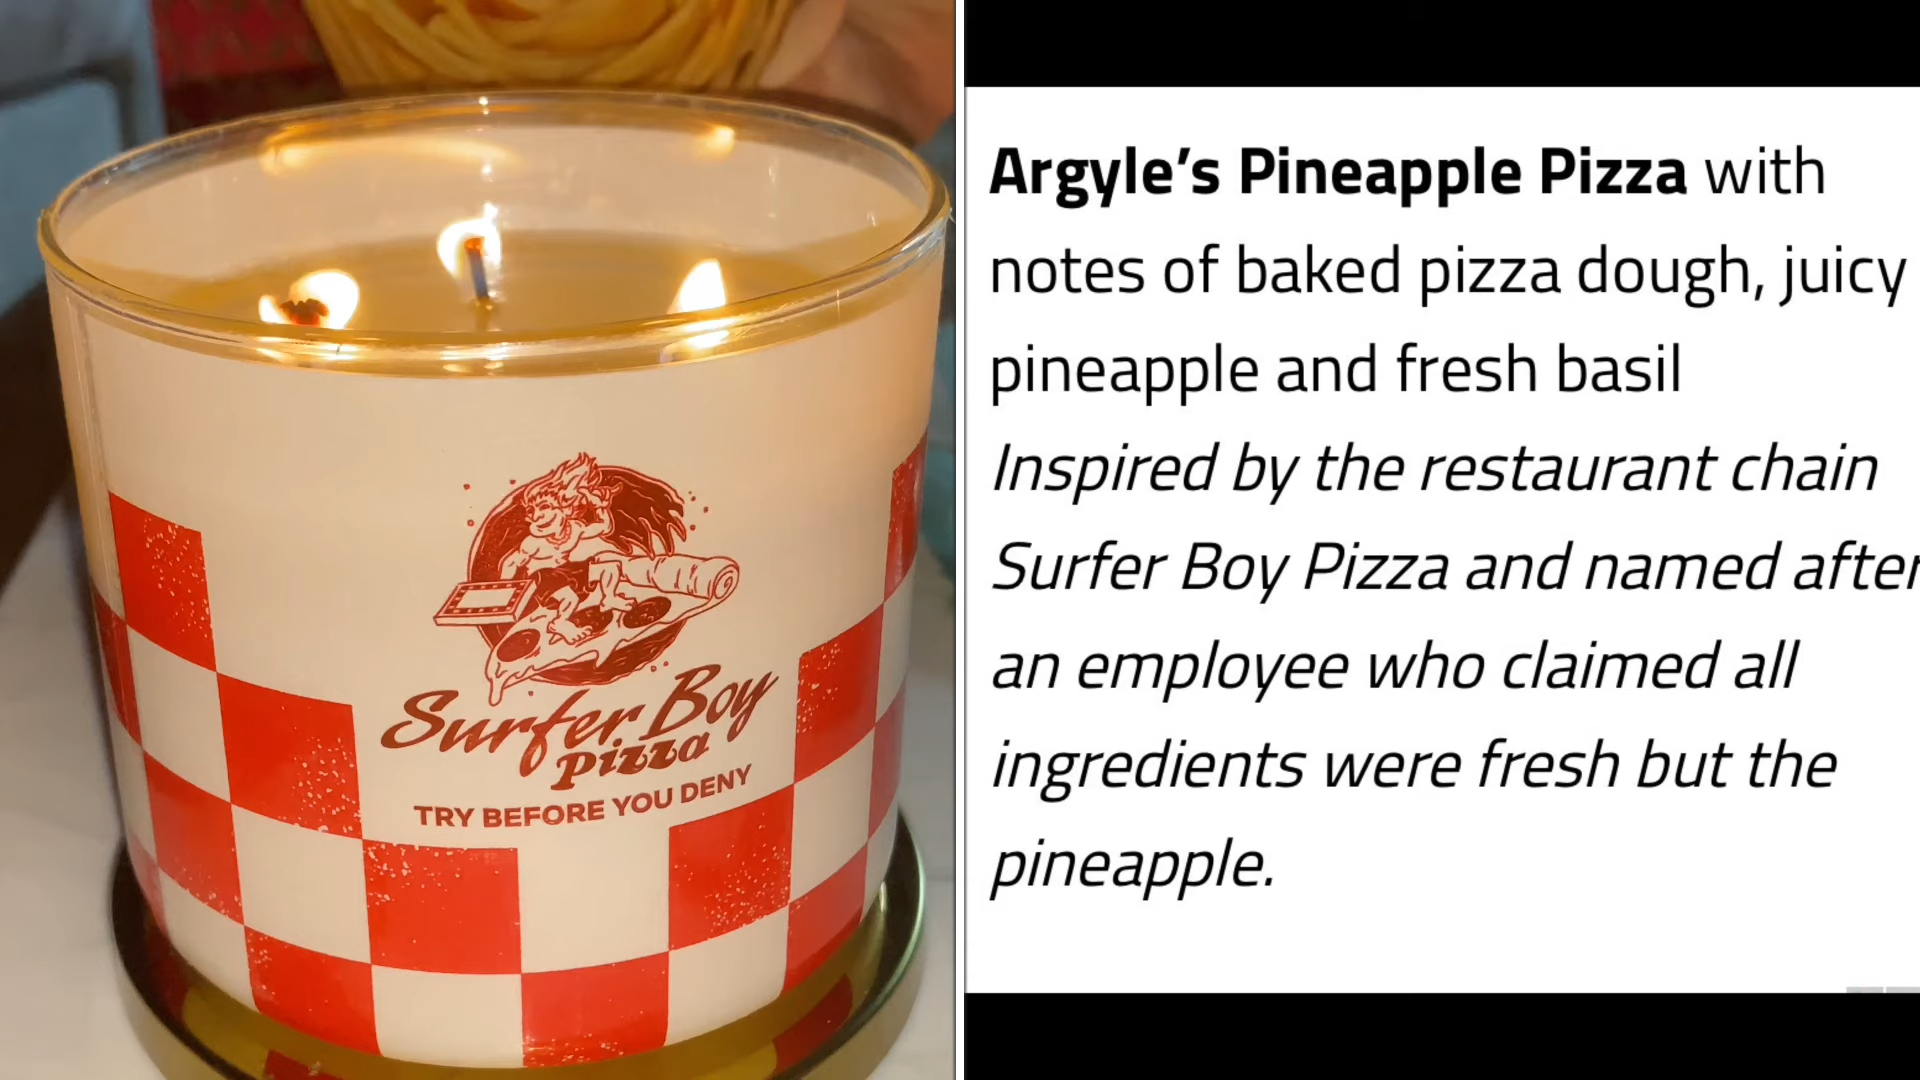 Surfer Boy
Pizza
TRY BEFORE YOU DENY
Argyle’s Pineapple Pizza with
notes of baked pizza dough, juicy
pineapple and fresh basil
Inspired by the restaurant chain
Surfer Boy Pizza and named after
an employee who claimed all
ingredients were fresh but the
pineapple.